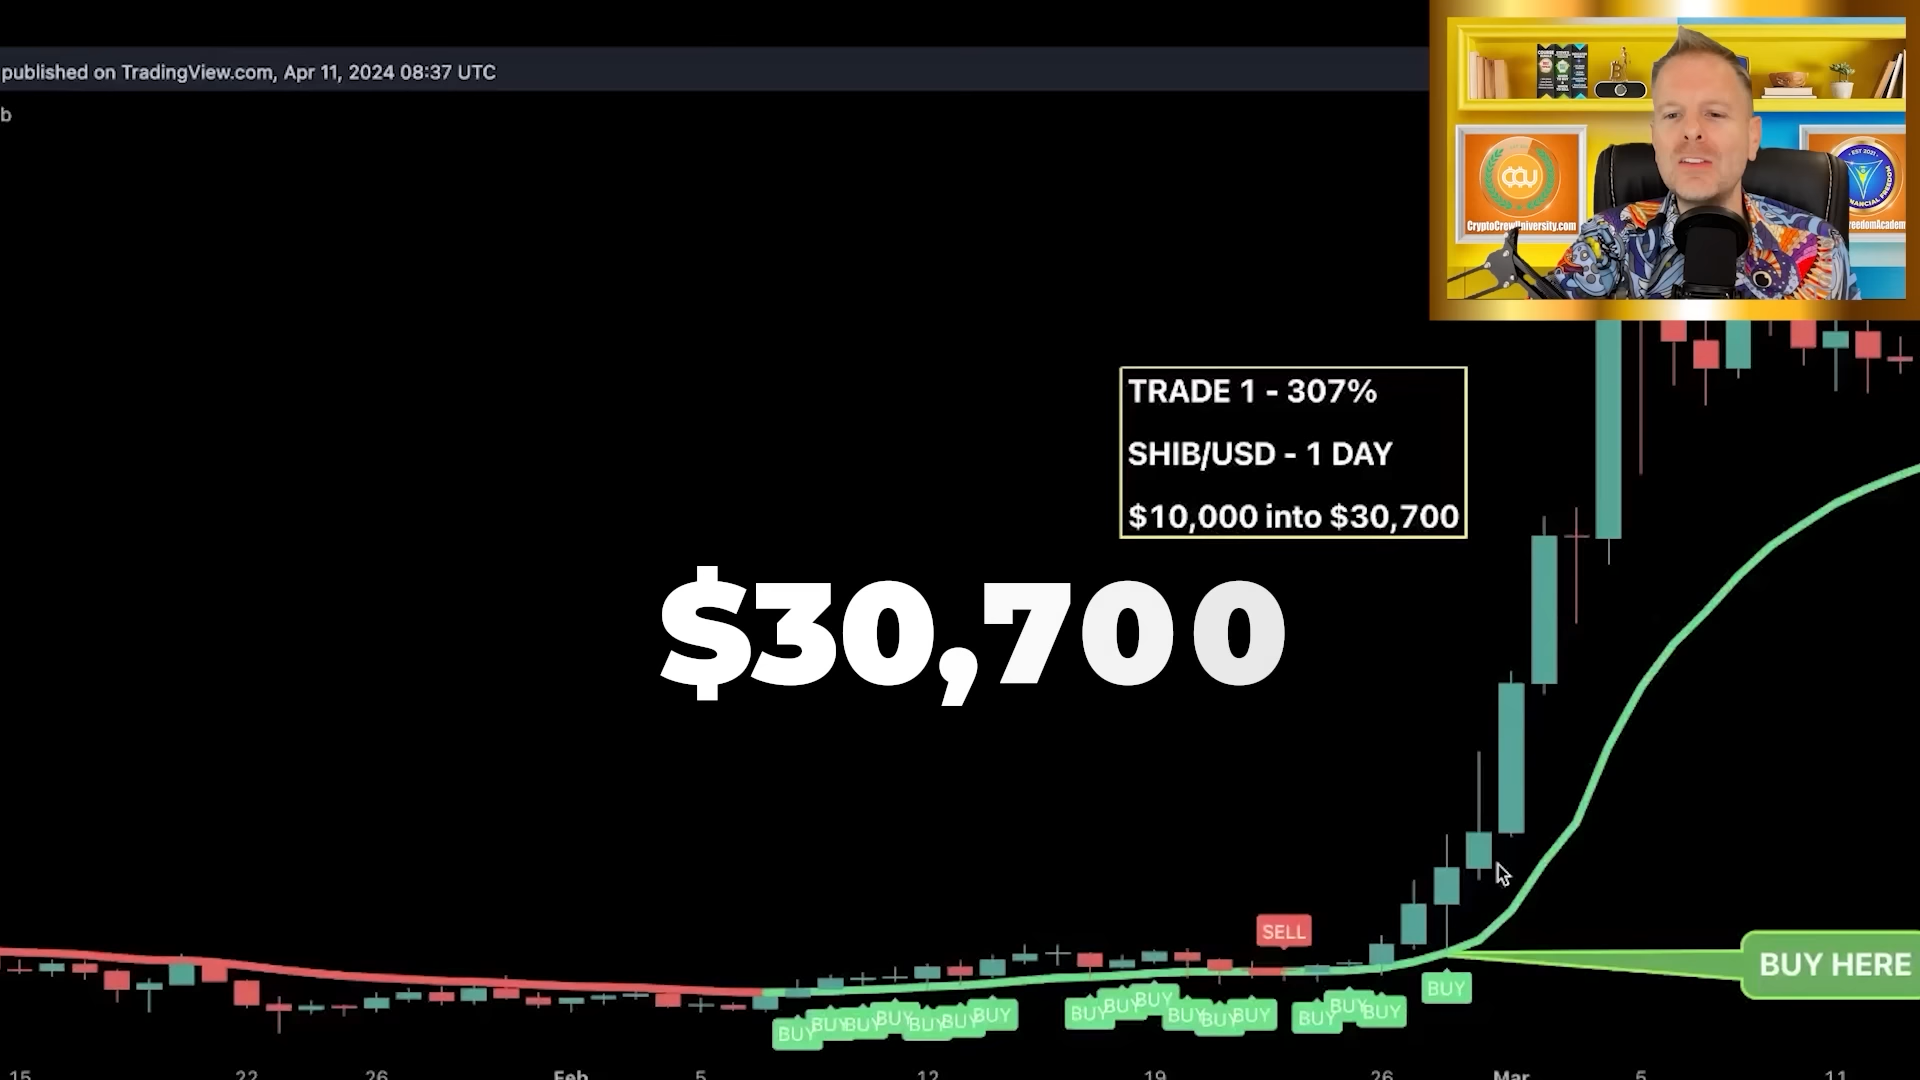 published on TradingView.com, Apr 11, 2024 08:37 UTC
b
CryptoCrewUniversity.com
EST 2021
TRADE 1 - 307%
SHIB/USD - 1 DAY
$10,000 into $30,700
$30,700
SELL
BUY HERE
BUY
BUY BUY BUY BUY BUY BUY BUY
BUY BUY BUY BUY BUY BUY
BUY BUY BUY
15 22 26 Feb 5 12 19 26 Mar 5 11